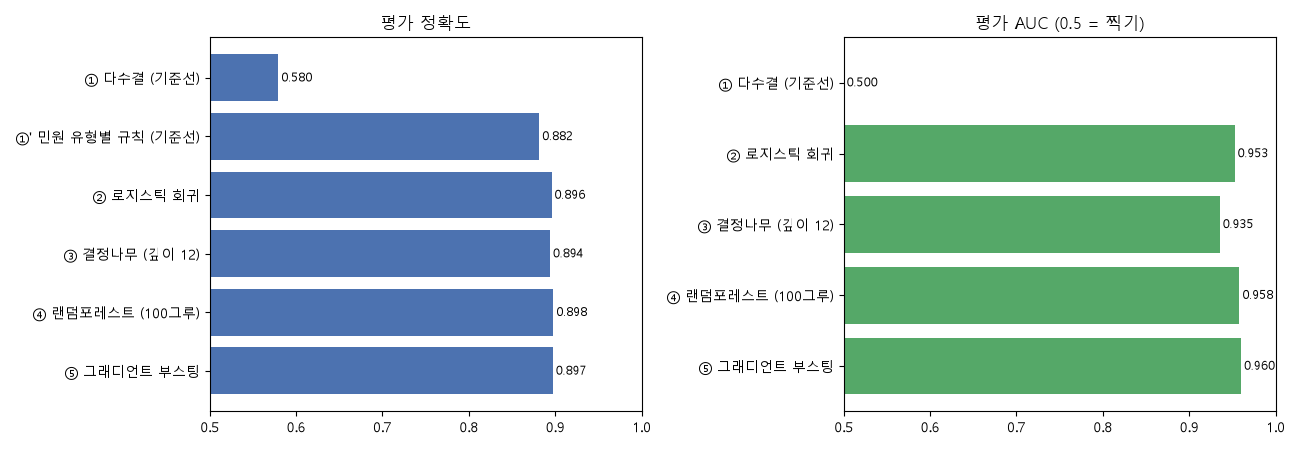 평가 정확도
① 다수결 (기준선)
0.580
①′ 민원 유형별 규칙 (기준선)
0.882
② 로지스틱 회귀
0.896
③ 결정나무 (깊이 12)
0.894
④ 랜덤포레스트 (100그루)
0.898
⑤ 그래디언트 부스팅
0.897
0.5 0.6 0.7 0.8 0.9 1.0
평가 AUC (0.5 = 찍기)
① 다수결 (기준선)
0.500
② 로지스틱 회귀
0.953
③ 결정나무 (깊이 12)
0.935
④ 랜덤포레스트 (100그루)
0.958
⑤ 그래디언트 부스팅
0.960
0.5 0.6 0.7 0.8 0.9 1.0